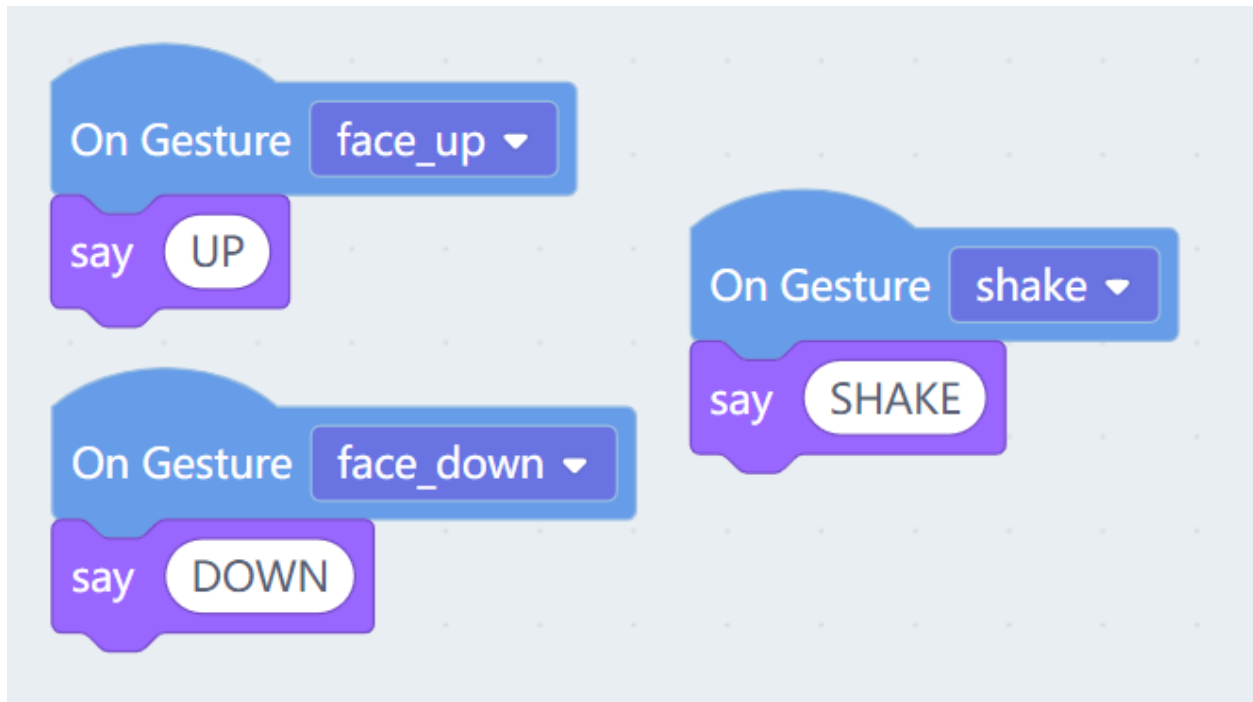 On Gesture face_up
say UP
On Gesture face_down
say DOWN
On Gesture shake
say SHAKE